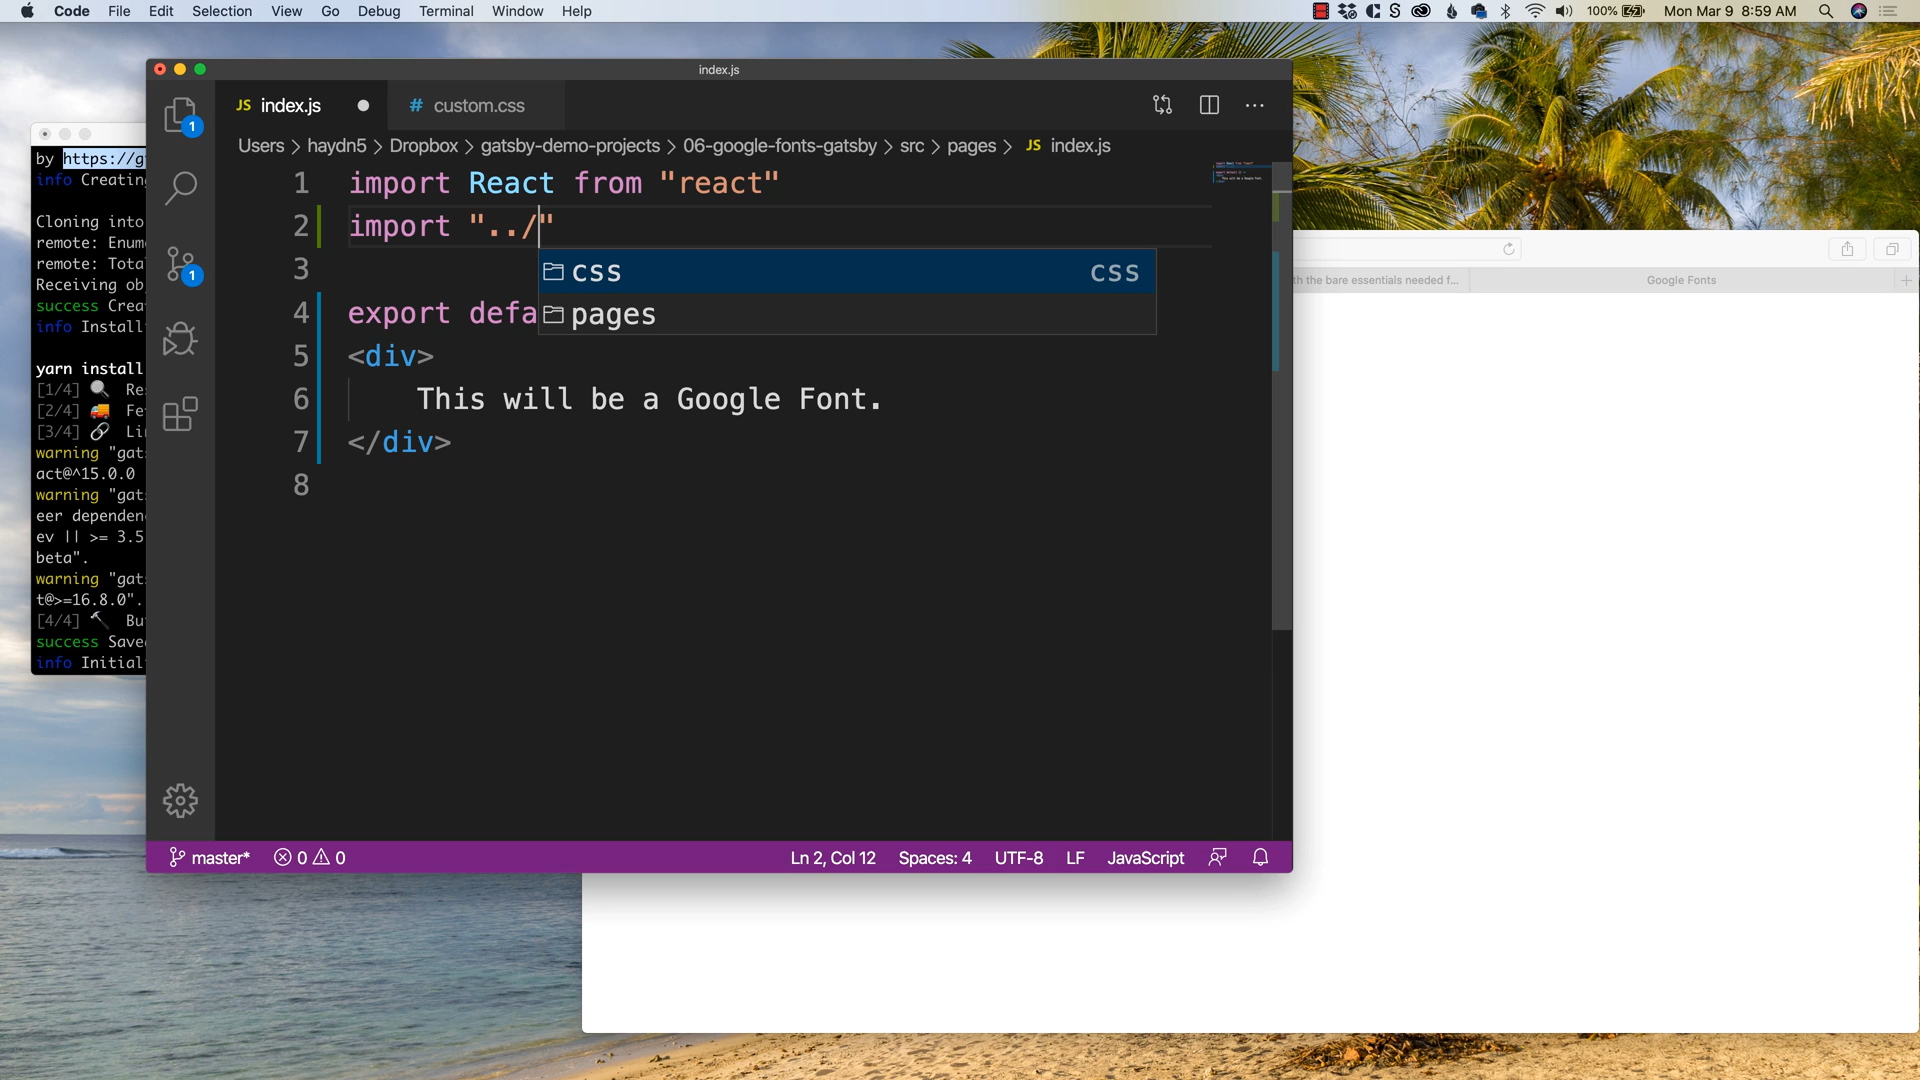 Code File Edit Selection View Go Debug Terminal Window Help
100% Mon Mar 9 8:59 AM
index.js
JS index.js
# custom.css
Users > haydn5 > Dropbox > gatsby-demo-projects > 06-google-fonts-gatsby > src > pages > JS index.js
1 import React from "react"
2 import "../"
3
4 export defa
5 <div>
6 This will be a Google Font.
7 </div>
8
css css
pages
1
1
master* 0 0
Ln 2, Col 12 Spaces: 4 UTF-8 LF JavaScript
by https://g
info Creating
Cloning into
remote: Enum
remote: Tota
Receiving ob
success Crea
info Install
yarn install
[1/4] Re
[2/4] Fe
[3/4] Li
warning "gat
act@^15.0.0
warning "gat
eer dependen
ev || >= 3.5
beta".
warning "gat
t@>=16.8.0".
[4/4] Bu
success Save
info Initial
th the bare essentials needed f...
Google Fonts